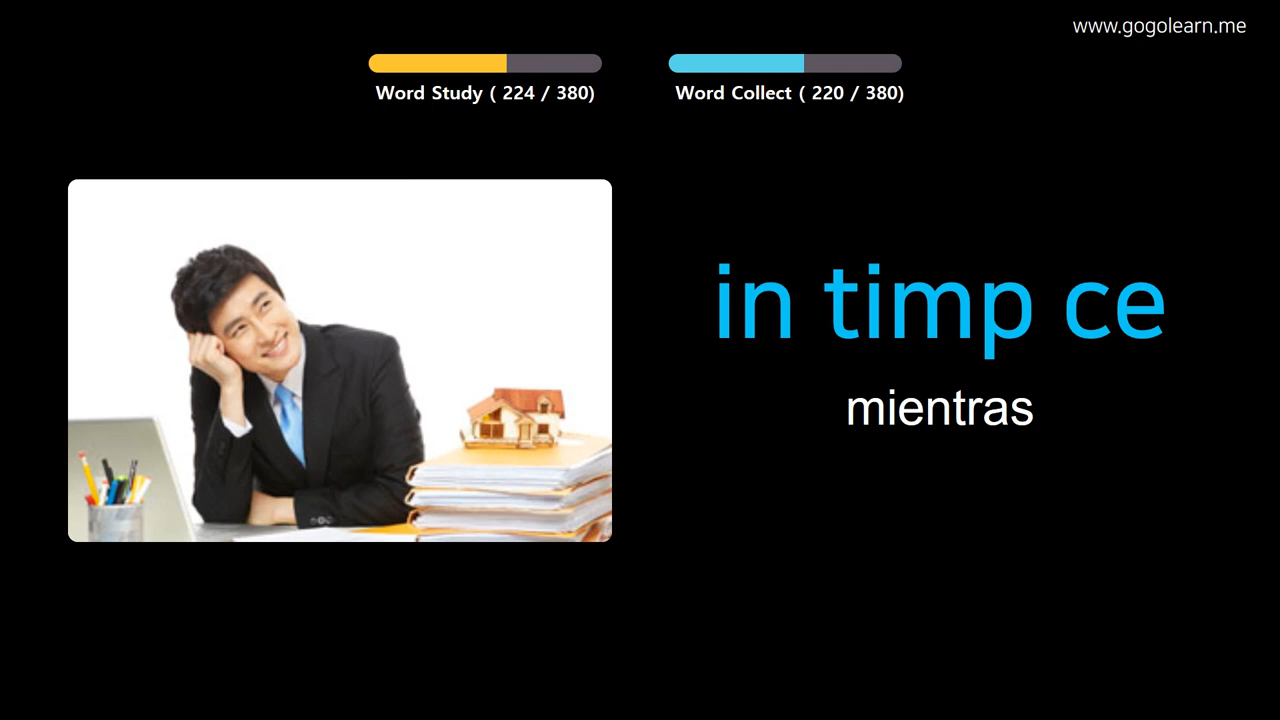 www.gogolearn.me
Word Study ( 224 / 380)
Word Collect ( 220 / 380)
in timp ce
mientras